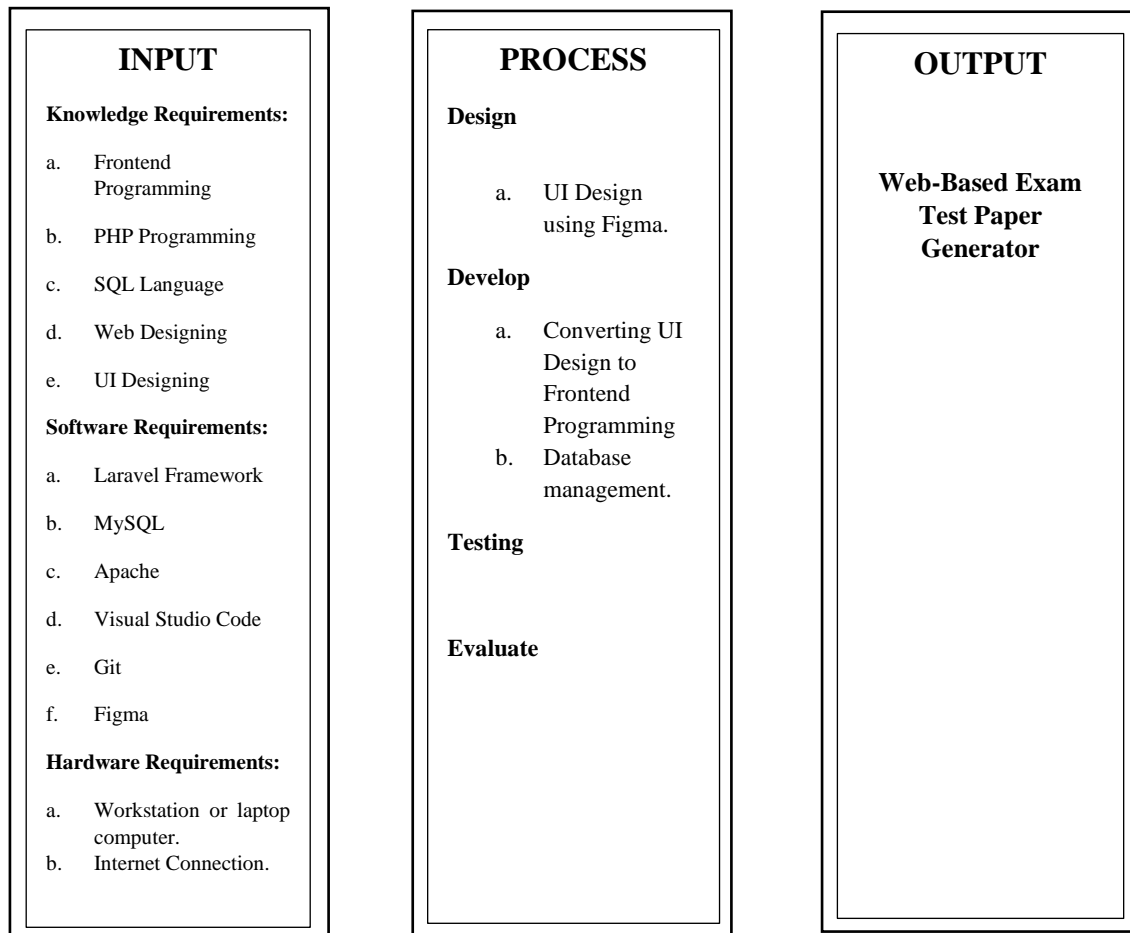 INPUT
Knowledge Requirements:
a. Frontend
Programming
b. PHP Programming
c. SQL Language
d. Web Designing
e. UI Designing
Software Requirements:
a. Laravel Framework
b. MySQL
c. Apache
d. Visual Studio Code
e. Git
f. Figma
Hardware Requirements:
a. Workstation or laptop
computer.
b. Internet Connection.
PROCESS
Design
a. UI Design
using Figma.
Develop
a. Converting UI
Design to
Frontend
Programming
b. Database
management.
Testing
Evaluate
OUTPUT
Web-Based Exam
Test Paper
Generator